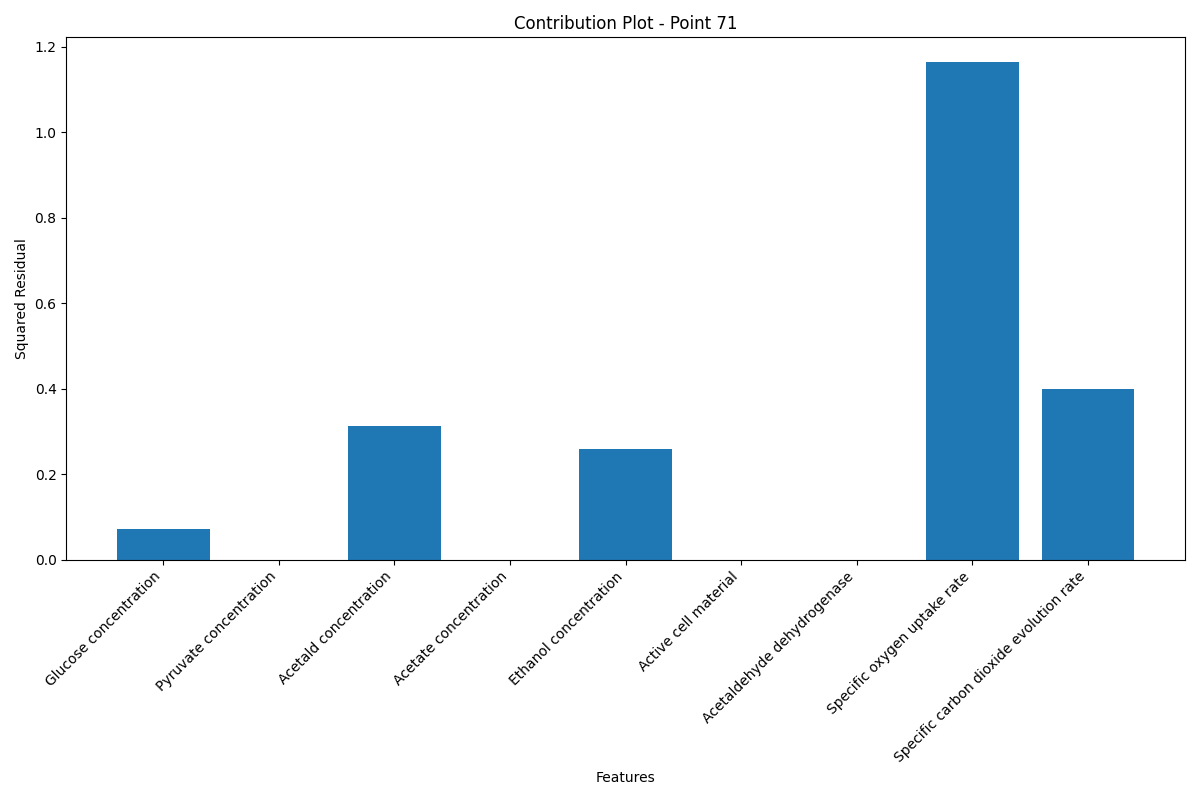 Contribution Plot - Point 71
Squared Residual
1.2
1.0
0.8
0.6
0.4
0.2
0.0
Glucose concentration
Pyruvate concentration
Acetald concentration
Acetate concentration
Ethanol concentration
Active cell material
Acetaldehyde dehydrogenase
Specific oxygen uptake rate
Specific carbon dioxide evolution rate
Features